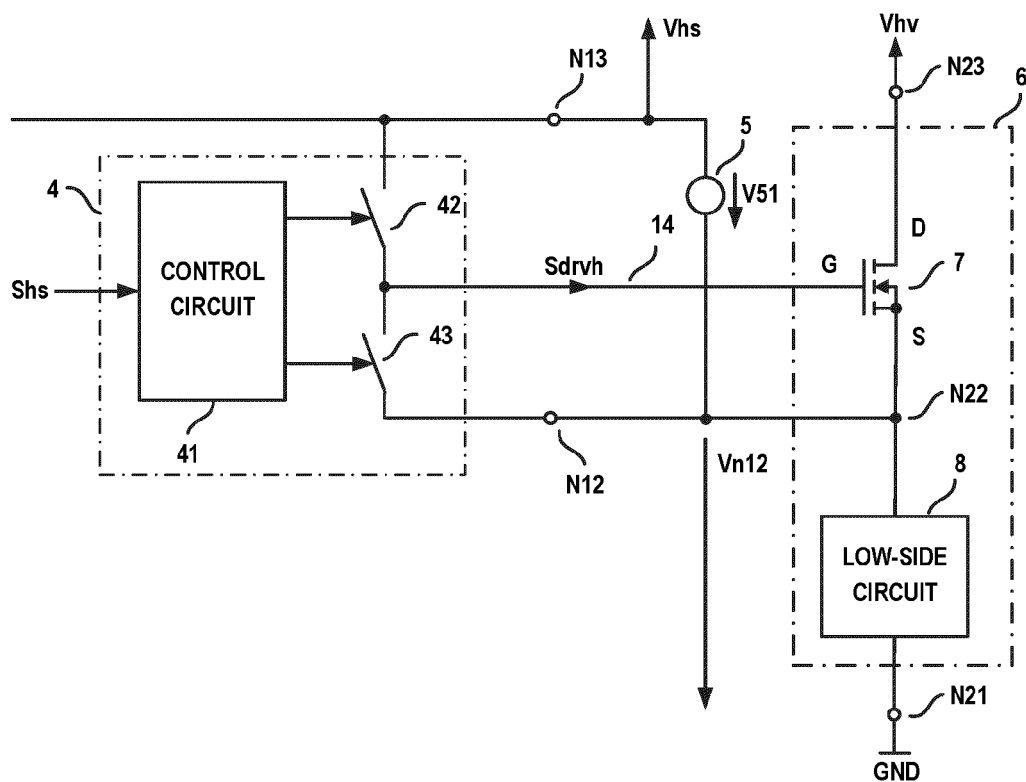 Vhs
Vhv
N13
N23
6
5
4
42
V51
D
CONTROL
CIRCUIT
Sdrvh
14
G
7
Shs
43
S
N22
41
N12
Vn12
8
LOW-SIDE
CIRCUIT
N21
GND